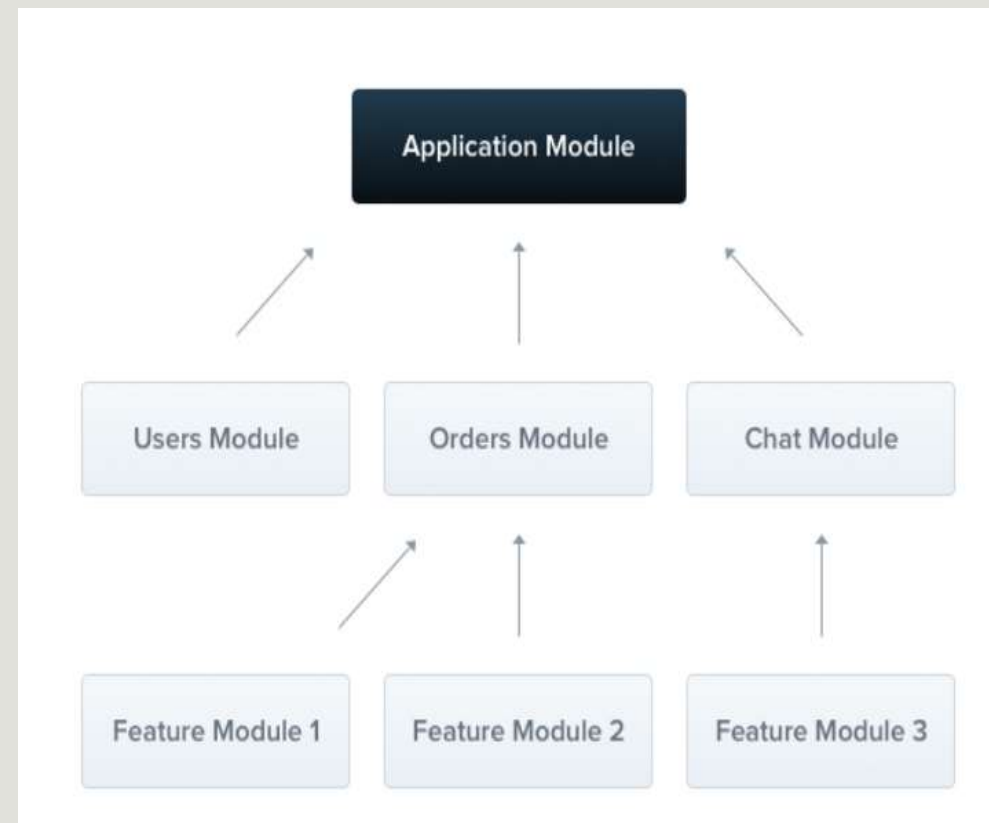 Application Module
Users Module
Orders Module
Chat Module
Feature Module 1
Feature Module 2
Feature Module 3